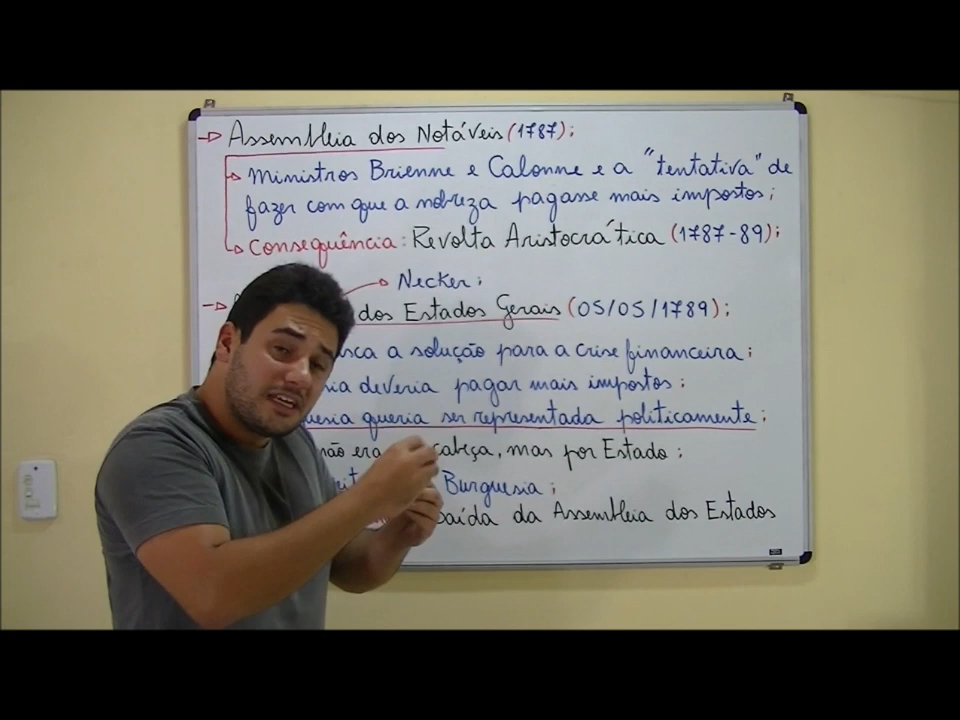 → Assembleia dos Notáveis (1787);
→ Ministros Brienne e Calonne e a "tentativa" de
fazer com que a nobreza pagasse mais impostos;
→ Consequência: Revolta Aristocrática (1787-89);
→ Necker;
→ dos Estados Gerais (05/05/1789);
a solução para a crise financeira;
deveria pagar mais impostos;
queria ser representada politicamente;
não era cabeça, mas por Estado;
Burguesia;
saída da Assembleia dos Estados